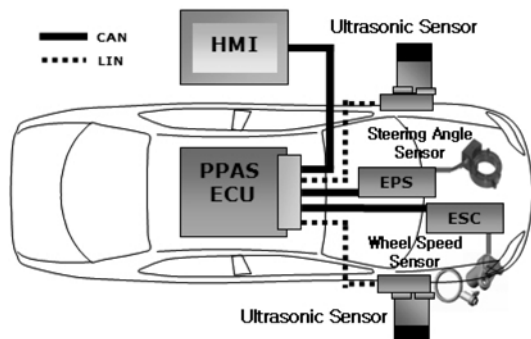 CAN
LIN
HMI
Ultrasonic Sensor
Steering Angle
Sensor
PPAS
ECU
EPS
ESC
Wheel Speed
Sensor
Ultrasonic Sensor